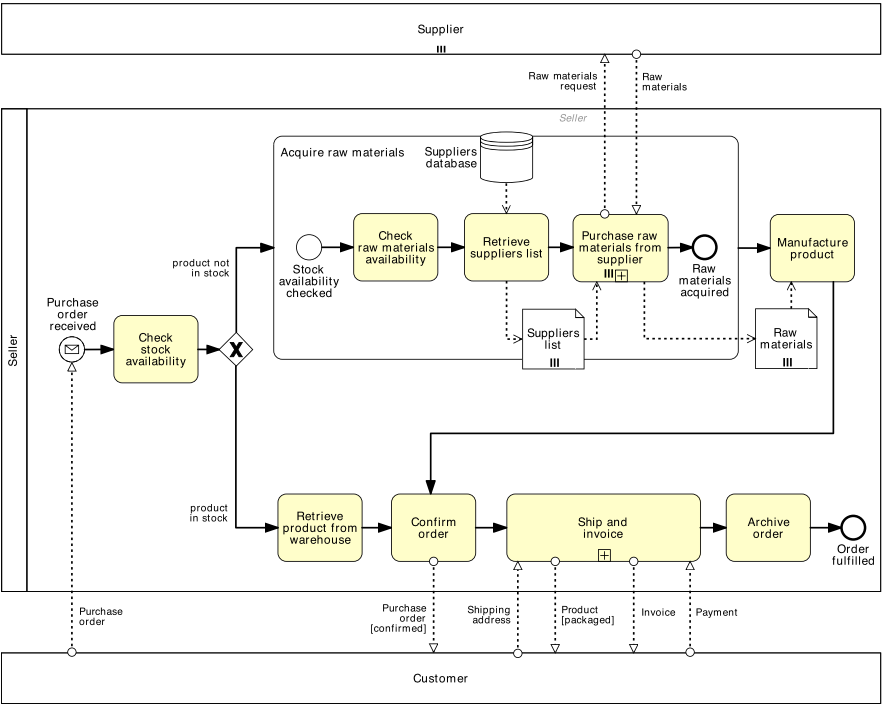 Supplier
Raw materials
request
Raw
materials
Seller
Acquire raw materials
Suppliers
database
Check
raw materials
availability
Retrieve
suppliers list
Purchase raw
materials from
supplier
Manufacture
product
Stock
availability
checked
Raw
materials
acquired
product not
in stock
Purchase
order
received
Check
stock
availability
X
Suppliers
list
Raw
materials
Seller
product
in stock
Retrieve
product from
warehouse
Confirm
order
Ship and
invoice
Archive
order
Order
fulfilled
Purchase
order
Purchase
order
[confirmed]
Shipping
address
Product
[packaged]
Invoice
Payment
Customer